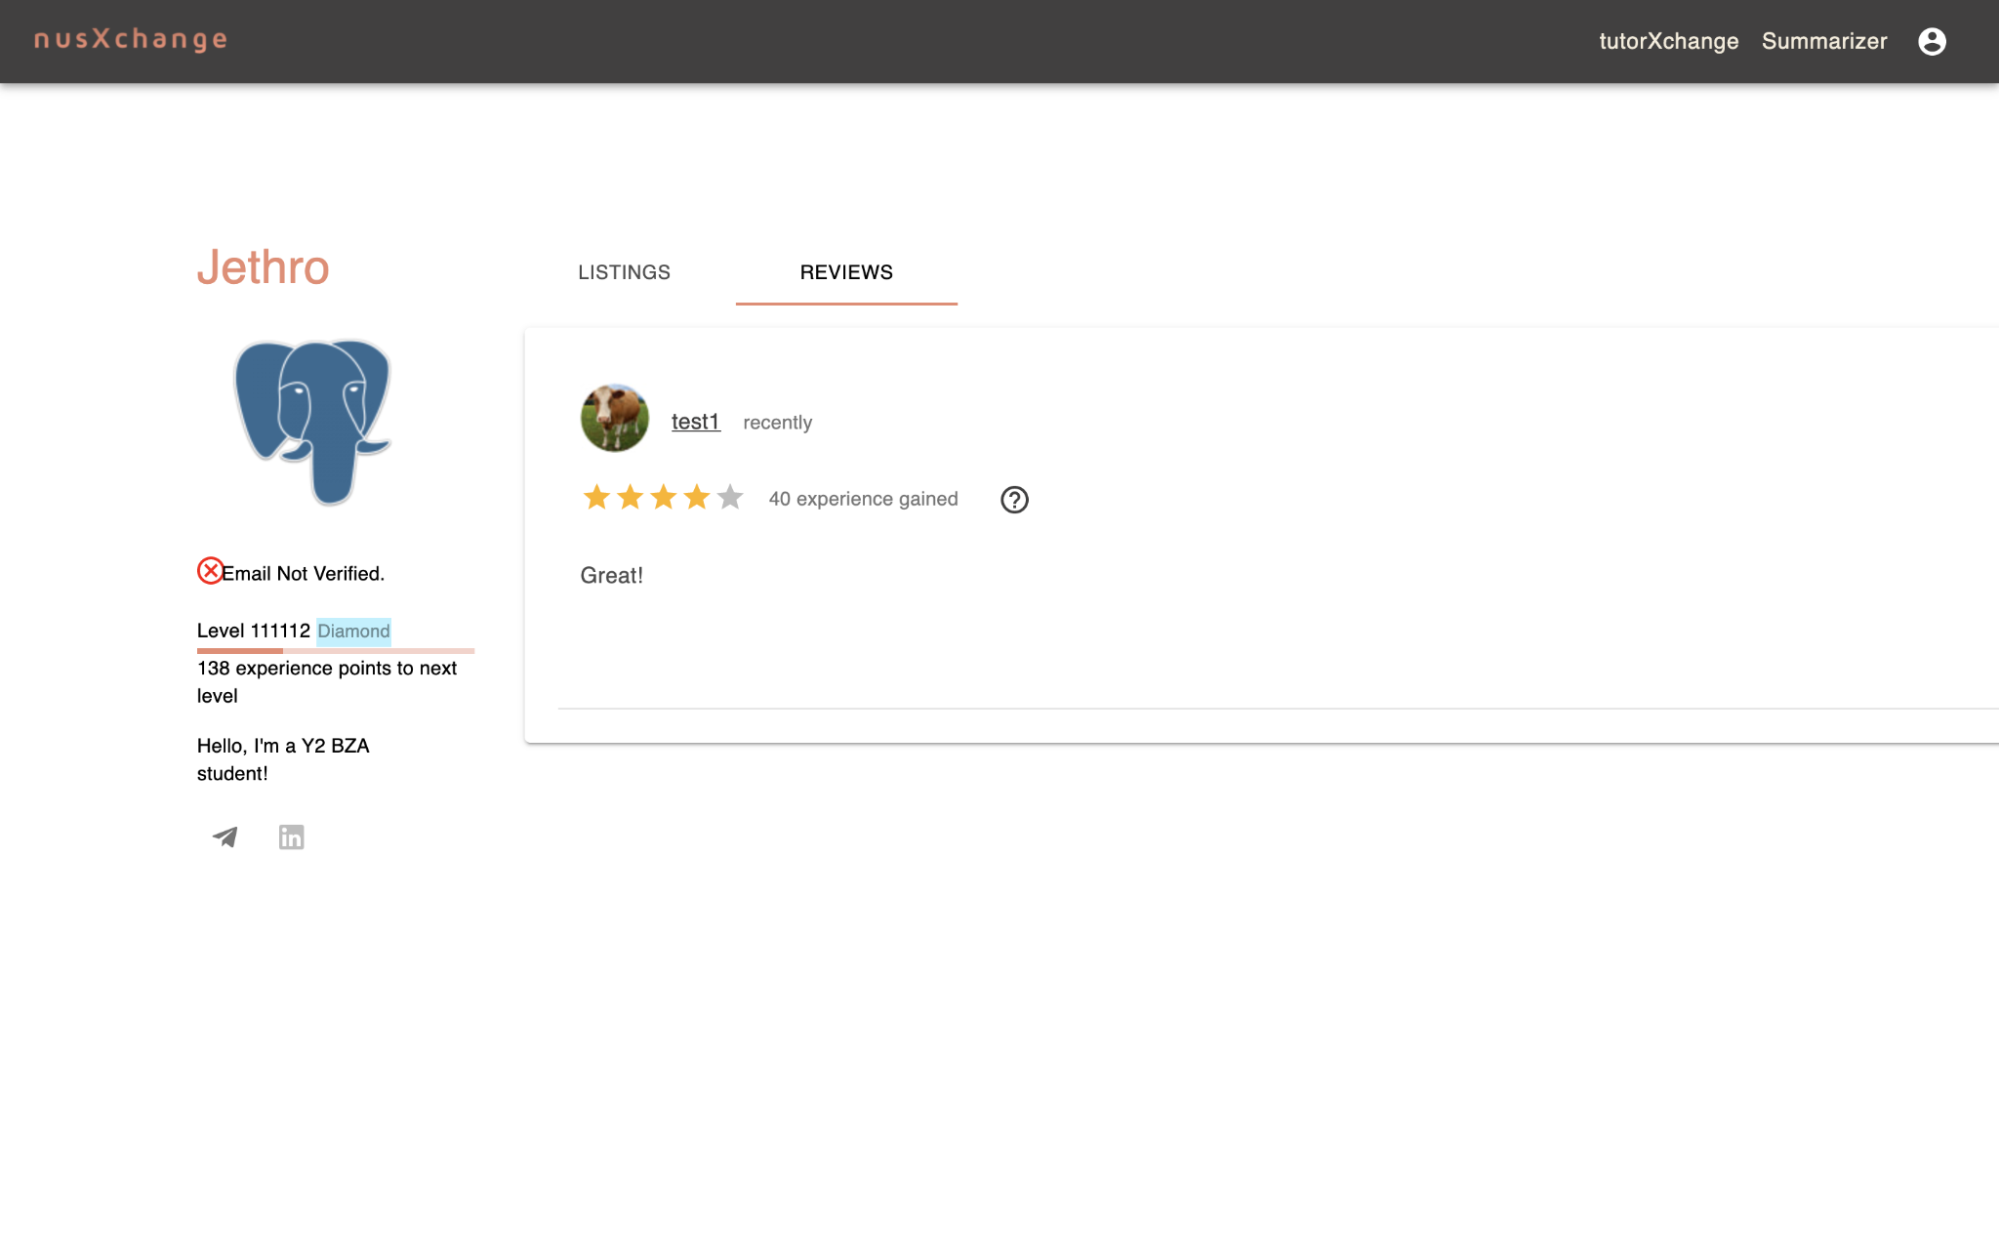 nusXchange
tutorXchange Summarizer
Jethro
LISTINGS REVIEWS
test1 recently
40 experience gained
Great!
Email Not Verified.
Level 111112 Diamond
138 experience points to next
level
Hello, I'm a Y2 BZA
student!